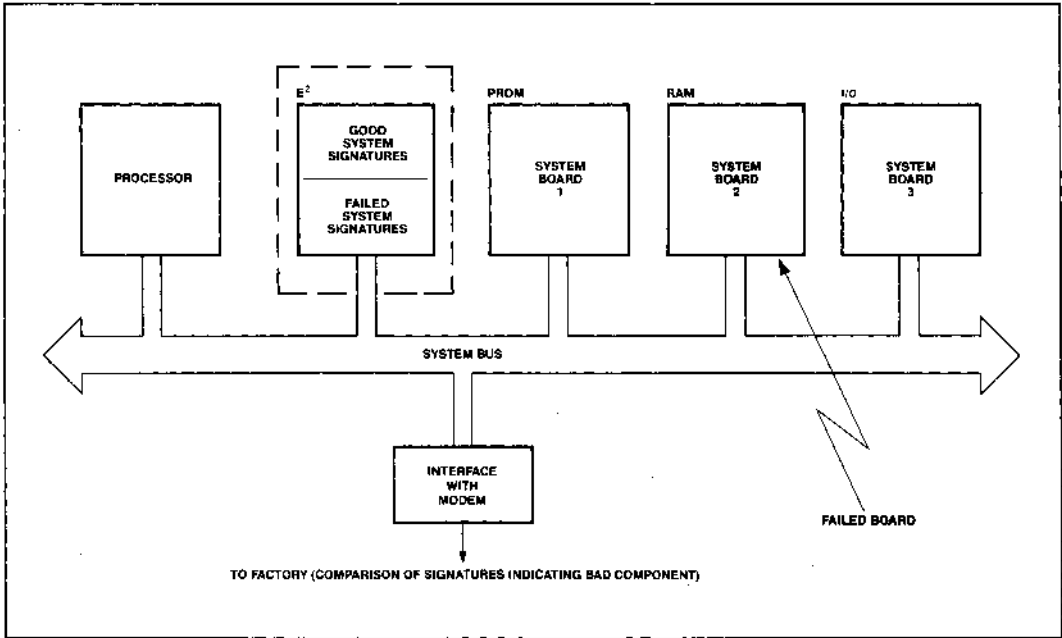 E²
PROM
RAM
I/O
PROCESSOR
GOOD
SYSTEM
SIGNATURES
FAILED
SYSTEM
SIGNATURES
SYSTEM
BOARD
1
SYSTEM
BOARD
2
SYSTEM
BOARD
3
SYSTEM BUS
INTERFACE
WITH
MODEM
FAILED BOARD
TO FACTORY (COMPARISON OF SIGNATURES INDICATING BAD COMPONENT)